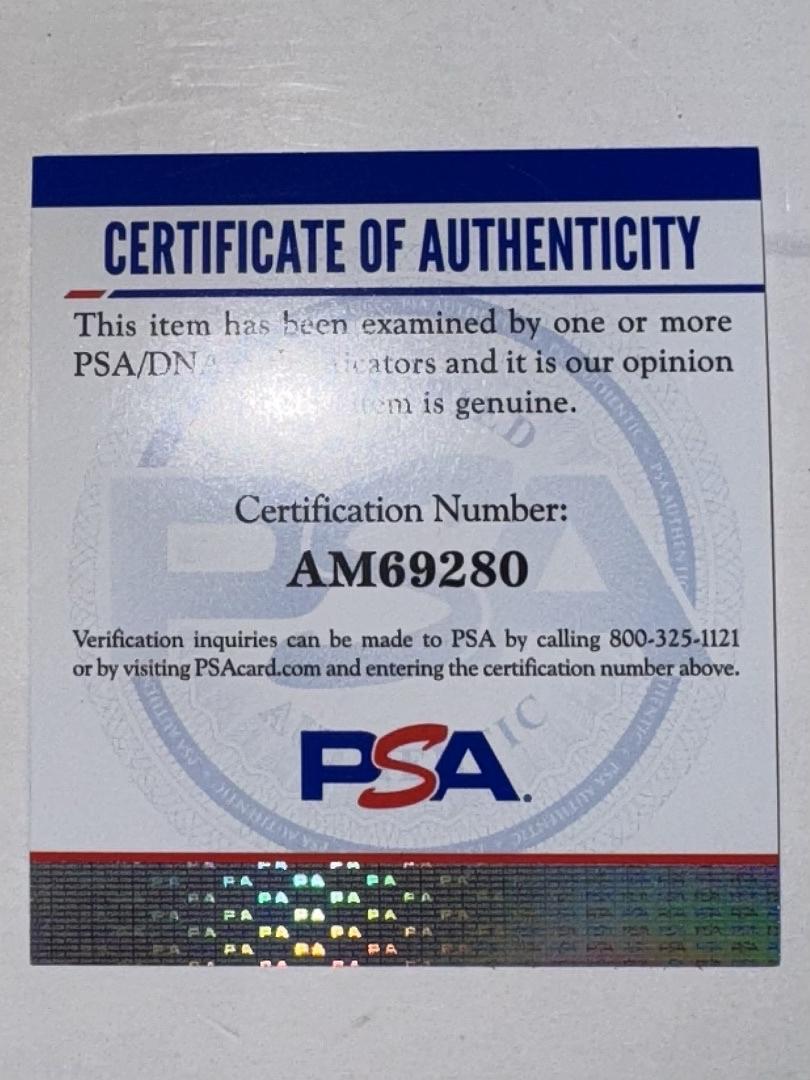 CERTIFICATE OF AUTHENTICITY
This item has been examined by one or more
PSA/DNA and it is our opinion
is genuine.
Certification Number:
AM69280
Verification inquiries can be made to PSA by calling 800-325-1121
or by visiting PSAcard.com and entering the certification number above.
PSA.